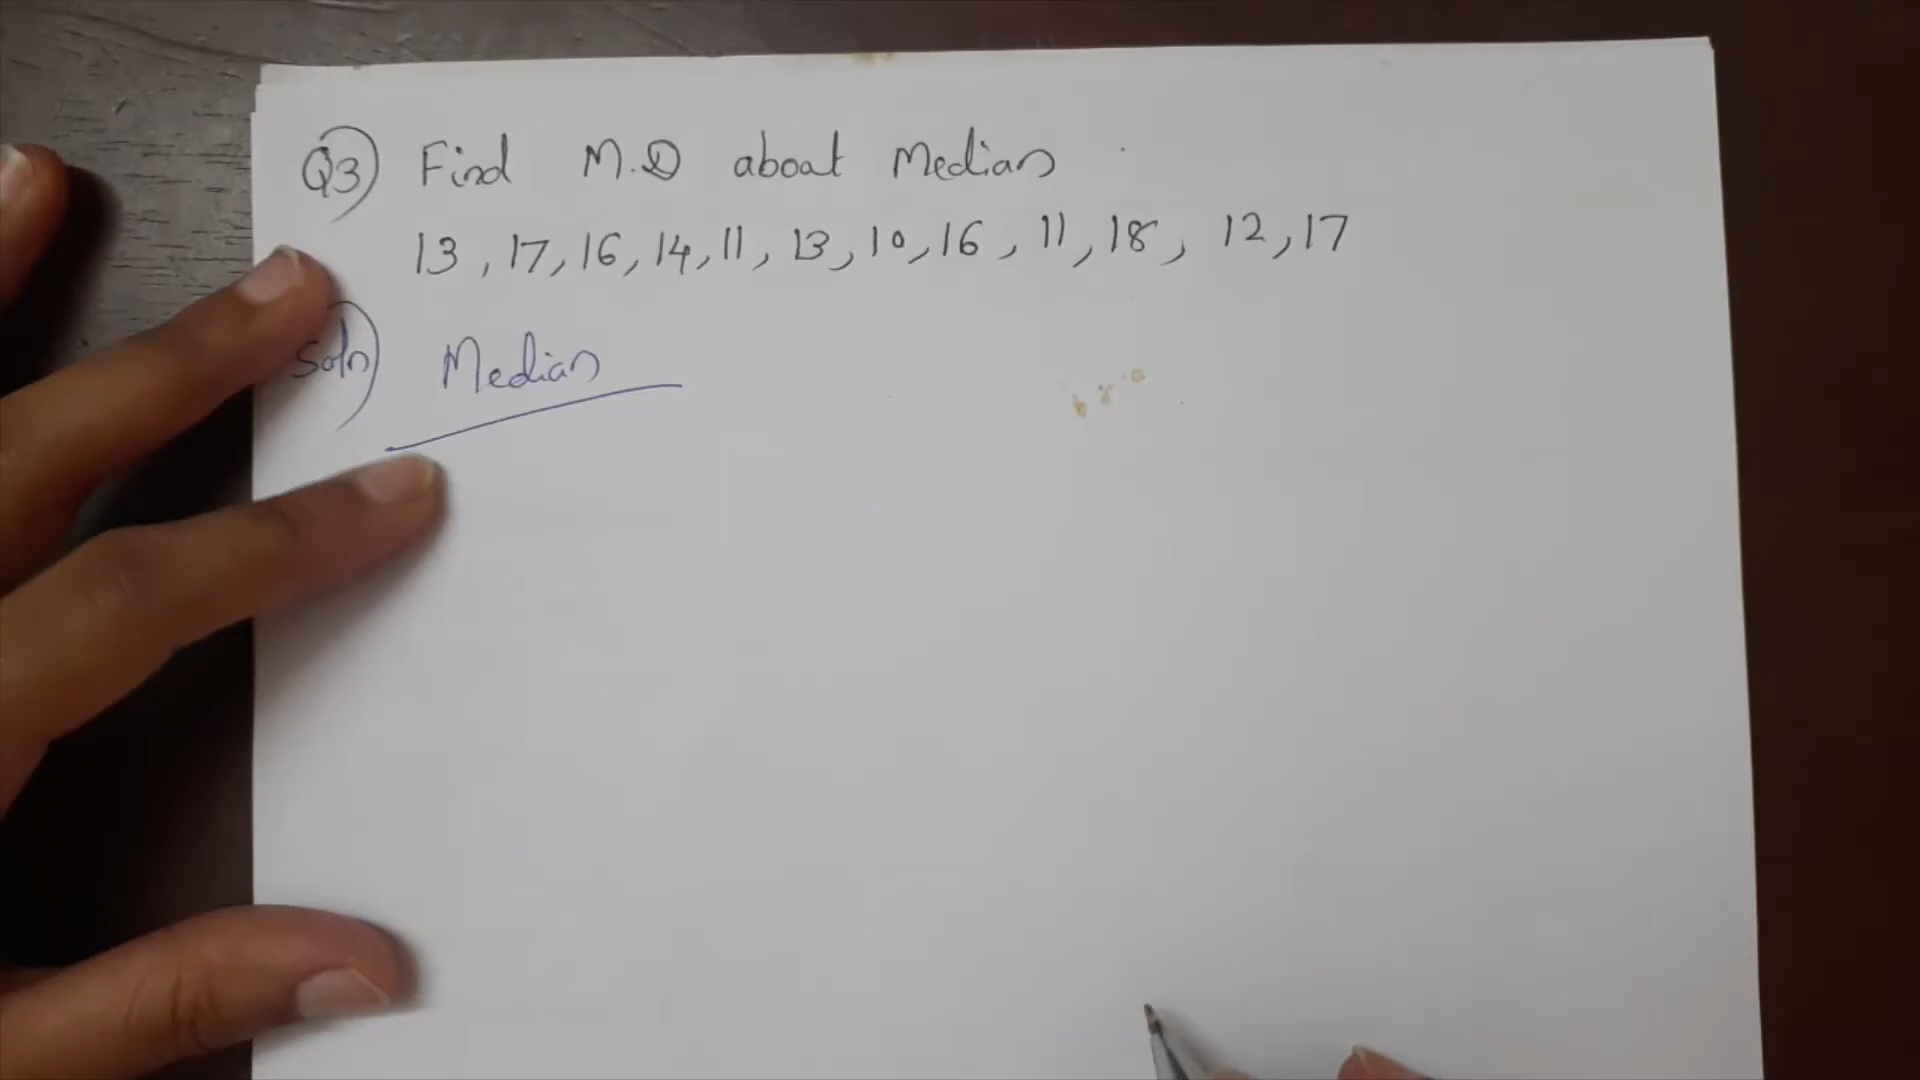 Q3) Find M.D about Median
13, 17, 16, 14, 11, 13, 10, 16, 11, 18, 12, 17
Soln) Median